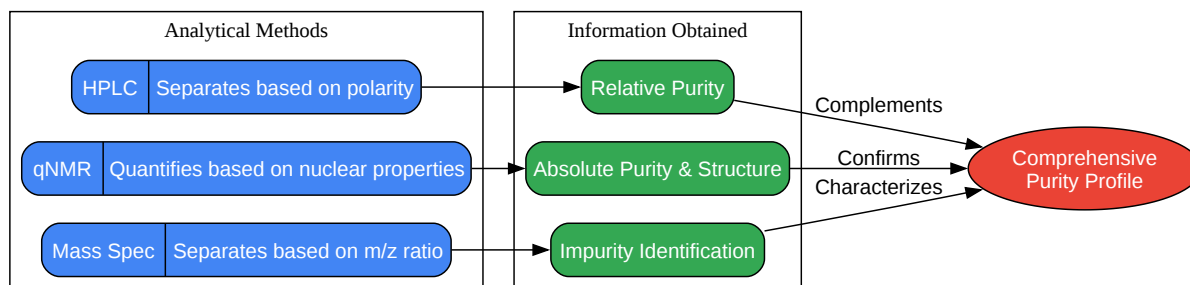 Analytical Methods
Information Obtained
HPLC
Separates based on polarity
Relative Purity
Complements
qNMR
Quantifies based on nuclear properties
Absolute Purity & Structure
Confirms
Comprehensive
Purity Profile
Characterizes
Mass Spec
Separates based on m/z ratio
Impurity Identification